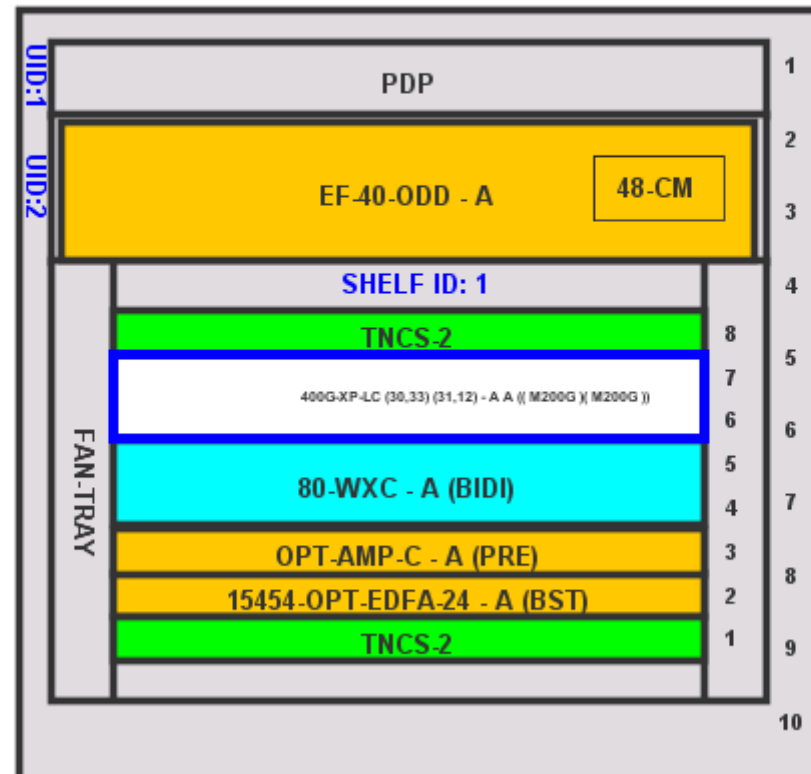 UID:1
PDP
1
UID:2
EF-40-ODD - A
48-CM
2
3
SHELF ID: 1
4
TNCS-2
8
5
400G-XP-LC (30,33) (31,12) - A A (( M200G )( M200G ))
7
6
6
FAN-TRAY
80-WXC - A (BIDI)
5
4
7
OPT-AMP-C - A (PRE)
3
8
15454-OPT-EDFA-24 - A (BST)
2
TNCS-2
1
9
10